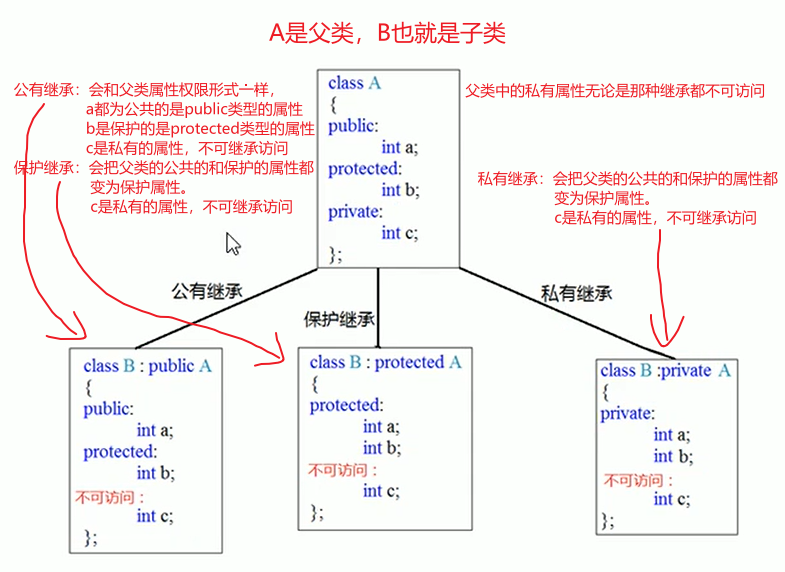 A是父类，B也就是子类
公有继承：会和父类属性权限形式一样，
a都为公共的是public类型的属性
b是保护的是protected类型的属性
c是私有的属性，不可继承访问
保护继承：会把父类的公共的和保护的属性都
变为保护属性。
c是私有的属性，不可继承访问
class A
{
public:
int a;
protected:
int b;
private:
int c;
};
父类中的私有属性无论是那种继承都不可访问
私有继承：会把父类的公共的和保护的属性都
变为保护属性。
c是私有的属性，不可继承访问
公有继承
保护继承
私有继承
class B : public A
{
public:
int a;
protected:
int b;
不可访问：
int c;
};
class B : protected A
{
protected:
int a;
int b;
不可访问：
int c;
};
class B :private A
{
private:
int a;
int b;
不可访问：
int c;
};